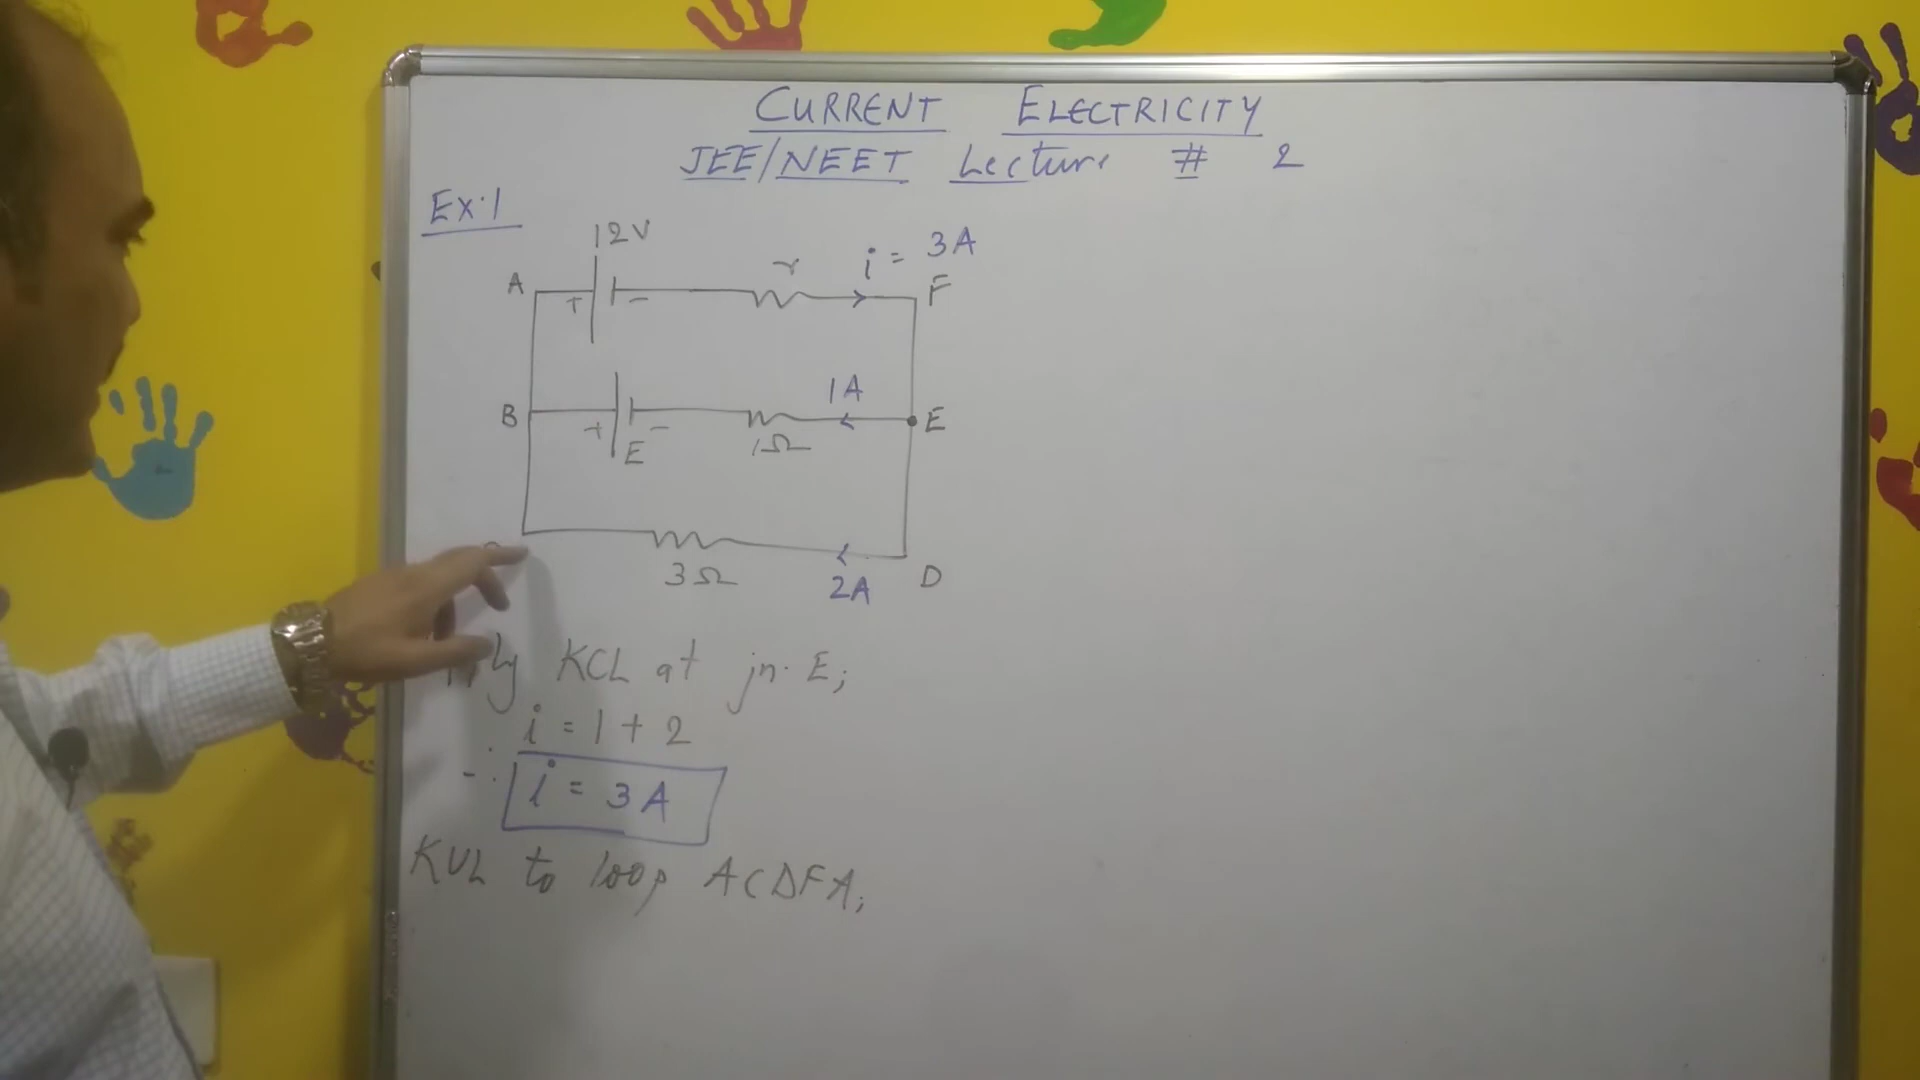 CURRENT ELECTRICITY
JEE/NEET Lecture # 2
Ex.1
12V
i = 3A
r
A
+
-
F
1A
B
+
-
E
E
1Ω
3Ω
2A
D
KCL at jn. E;
i = 1 + 2
∴ i = 3A
KVL to loop ACDFA,